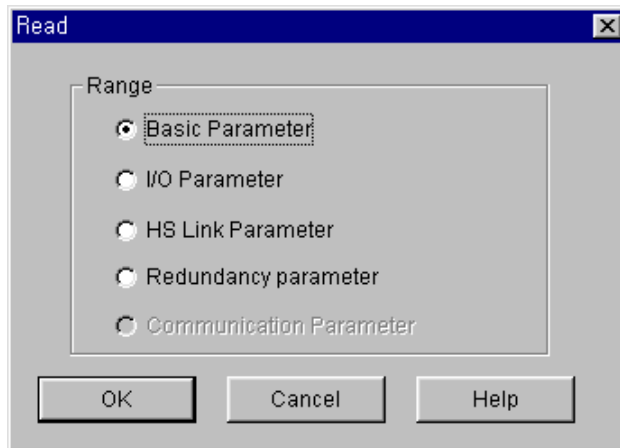 Read
Range
Basic Parameter
I/O Parameter
HS Link Parameter
Redundancy parameter
Communication Parameter
OK Cancel Help